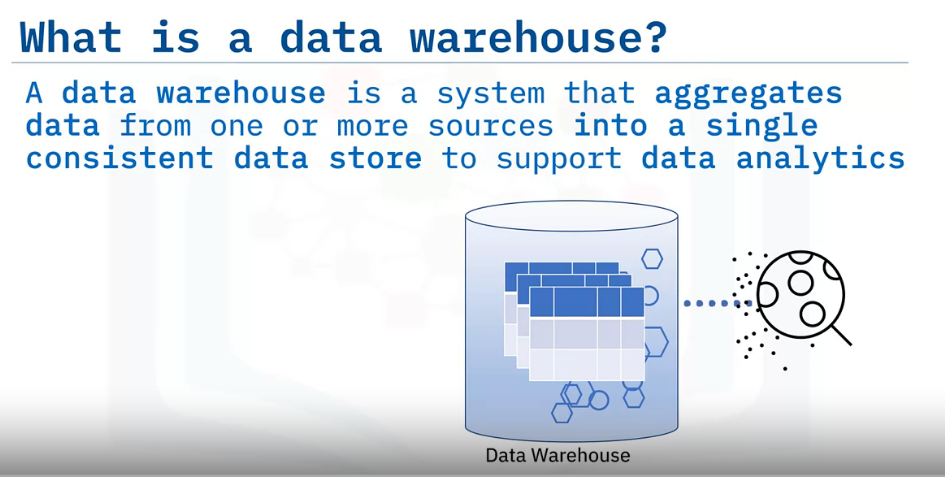 What is a data warehouse?
A data warehouse is a system that aggregates
data from one or more sources into a single
consistent data store to support data analytics
Data Warehouse